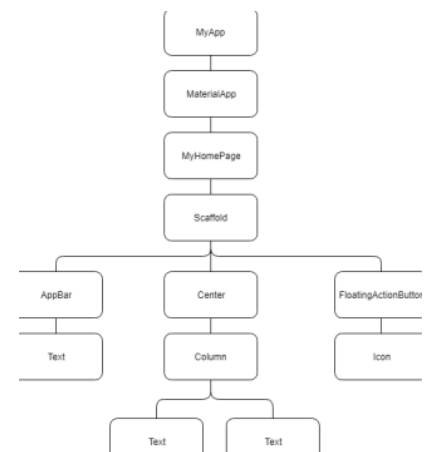 MyApp
MaterialApp
MyHomePage
Scaffold
AppBar
Center
FloatingActionButton
Text
Column
Icon
Text
Text